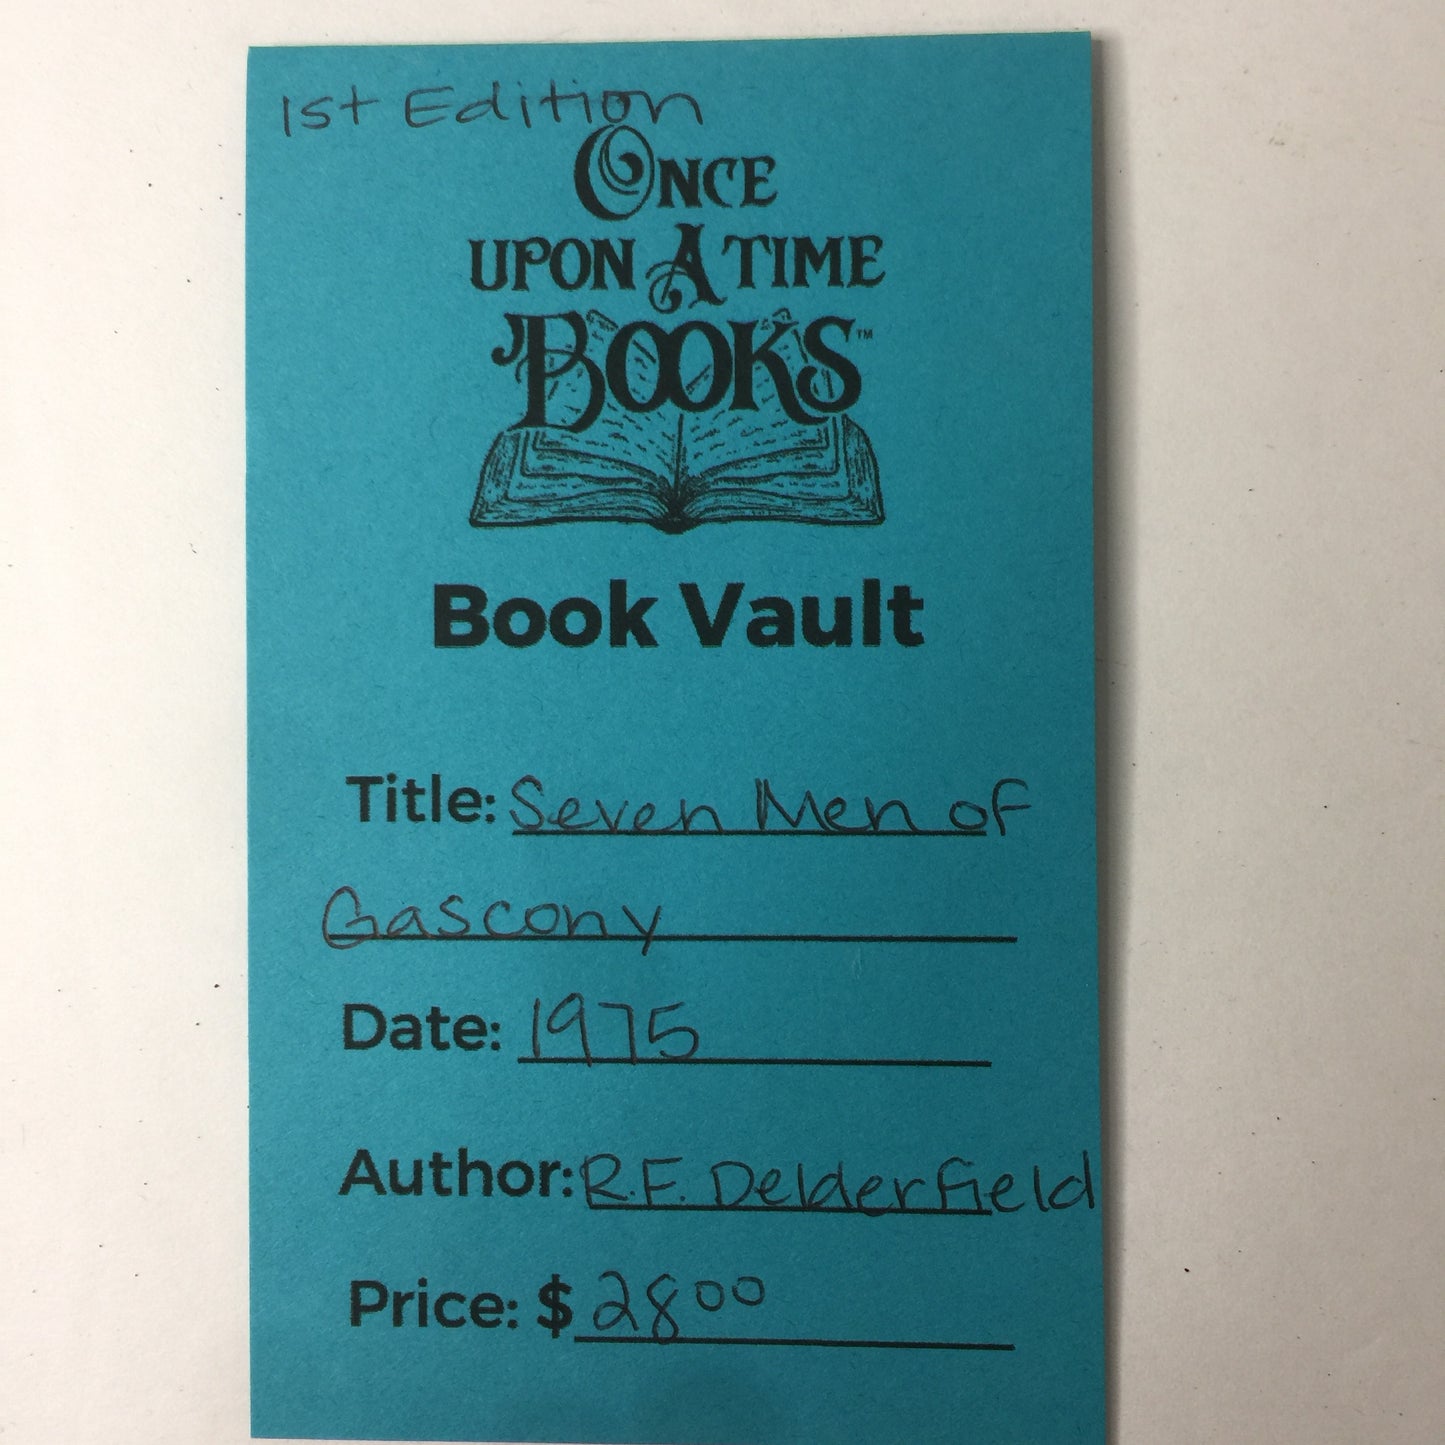 1st Edition
ONCE
UPON A TIME
BOOKS™
Book Vault
Title: Seven Men of
Gascony
Date: 1975
Author: R.F. Delderfield
Price: $ 28 00